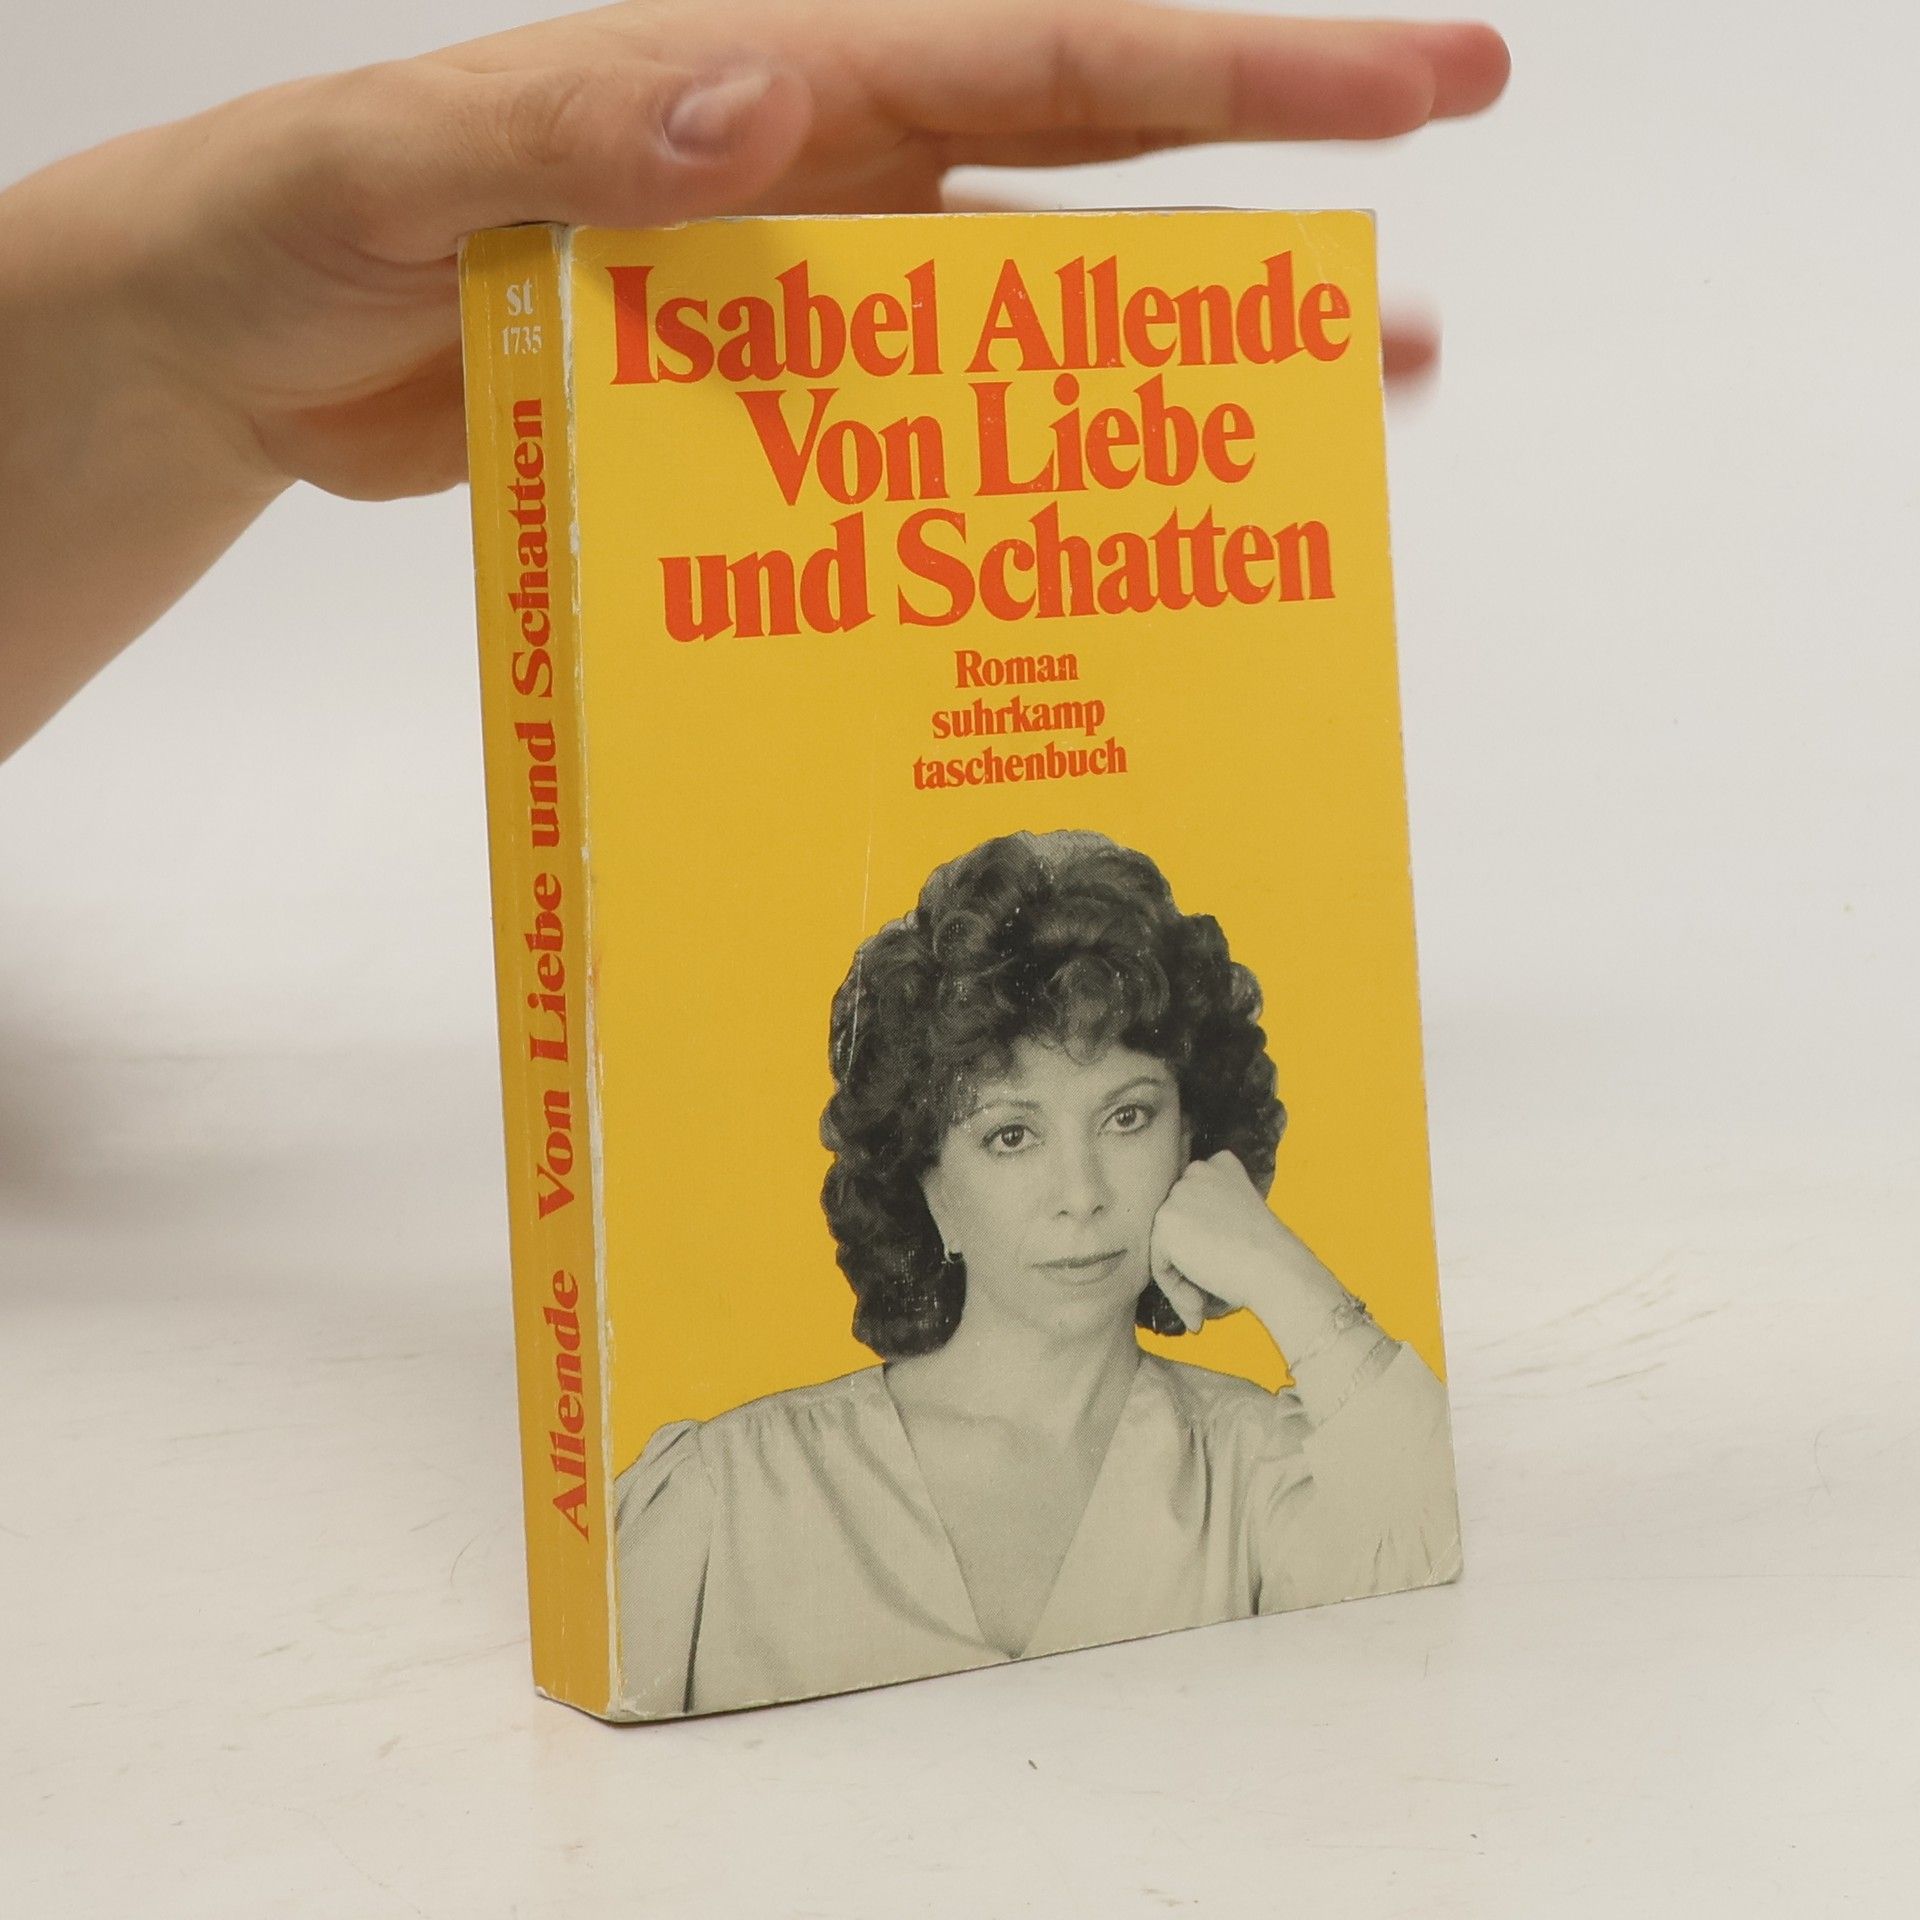 st
1735
Allende Von Liebe und Schatten
Isabel Allende
Von Liebe
und Schatten
Roman
suhrkamp
taschenbuch